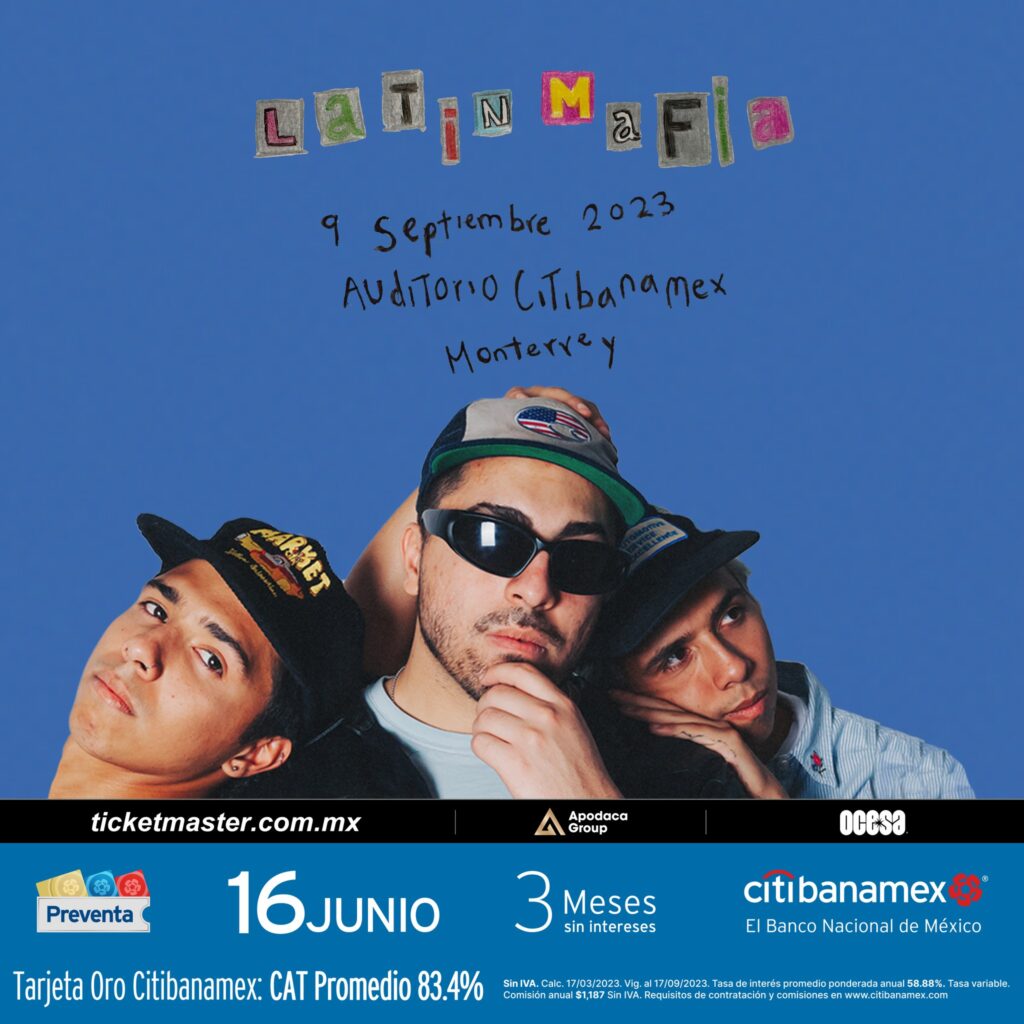 LaTiN MaFia
9 Septiembre 2023
AUdiTorio CiTibanamex
Monterrey
MARKET
ticketmaster.com.mx
Apodaca
Group
OCESA
Preventa
16 JUNIO
3 Meses
sin intereses
citibanamex
El Banco Nacional de México
Tarjeta Oro Citibanamex: CAT Promedio 83.4%
Sin IVA. Calc. 17/03/2023. Vig. al 17/09/2023. Tasa de interés promedio ponderada anual 58.88%. Tasa variable.
Comisión anual $1,187 Sin IVA. Requisitos de contratación y comisiones en www.citibanamex.com